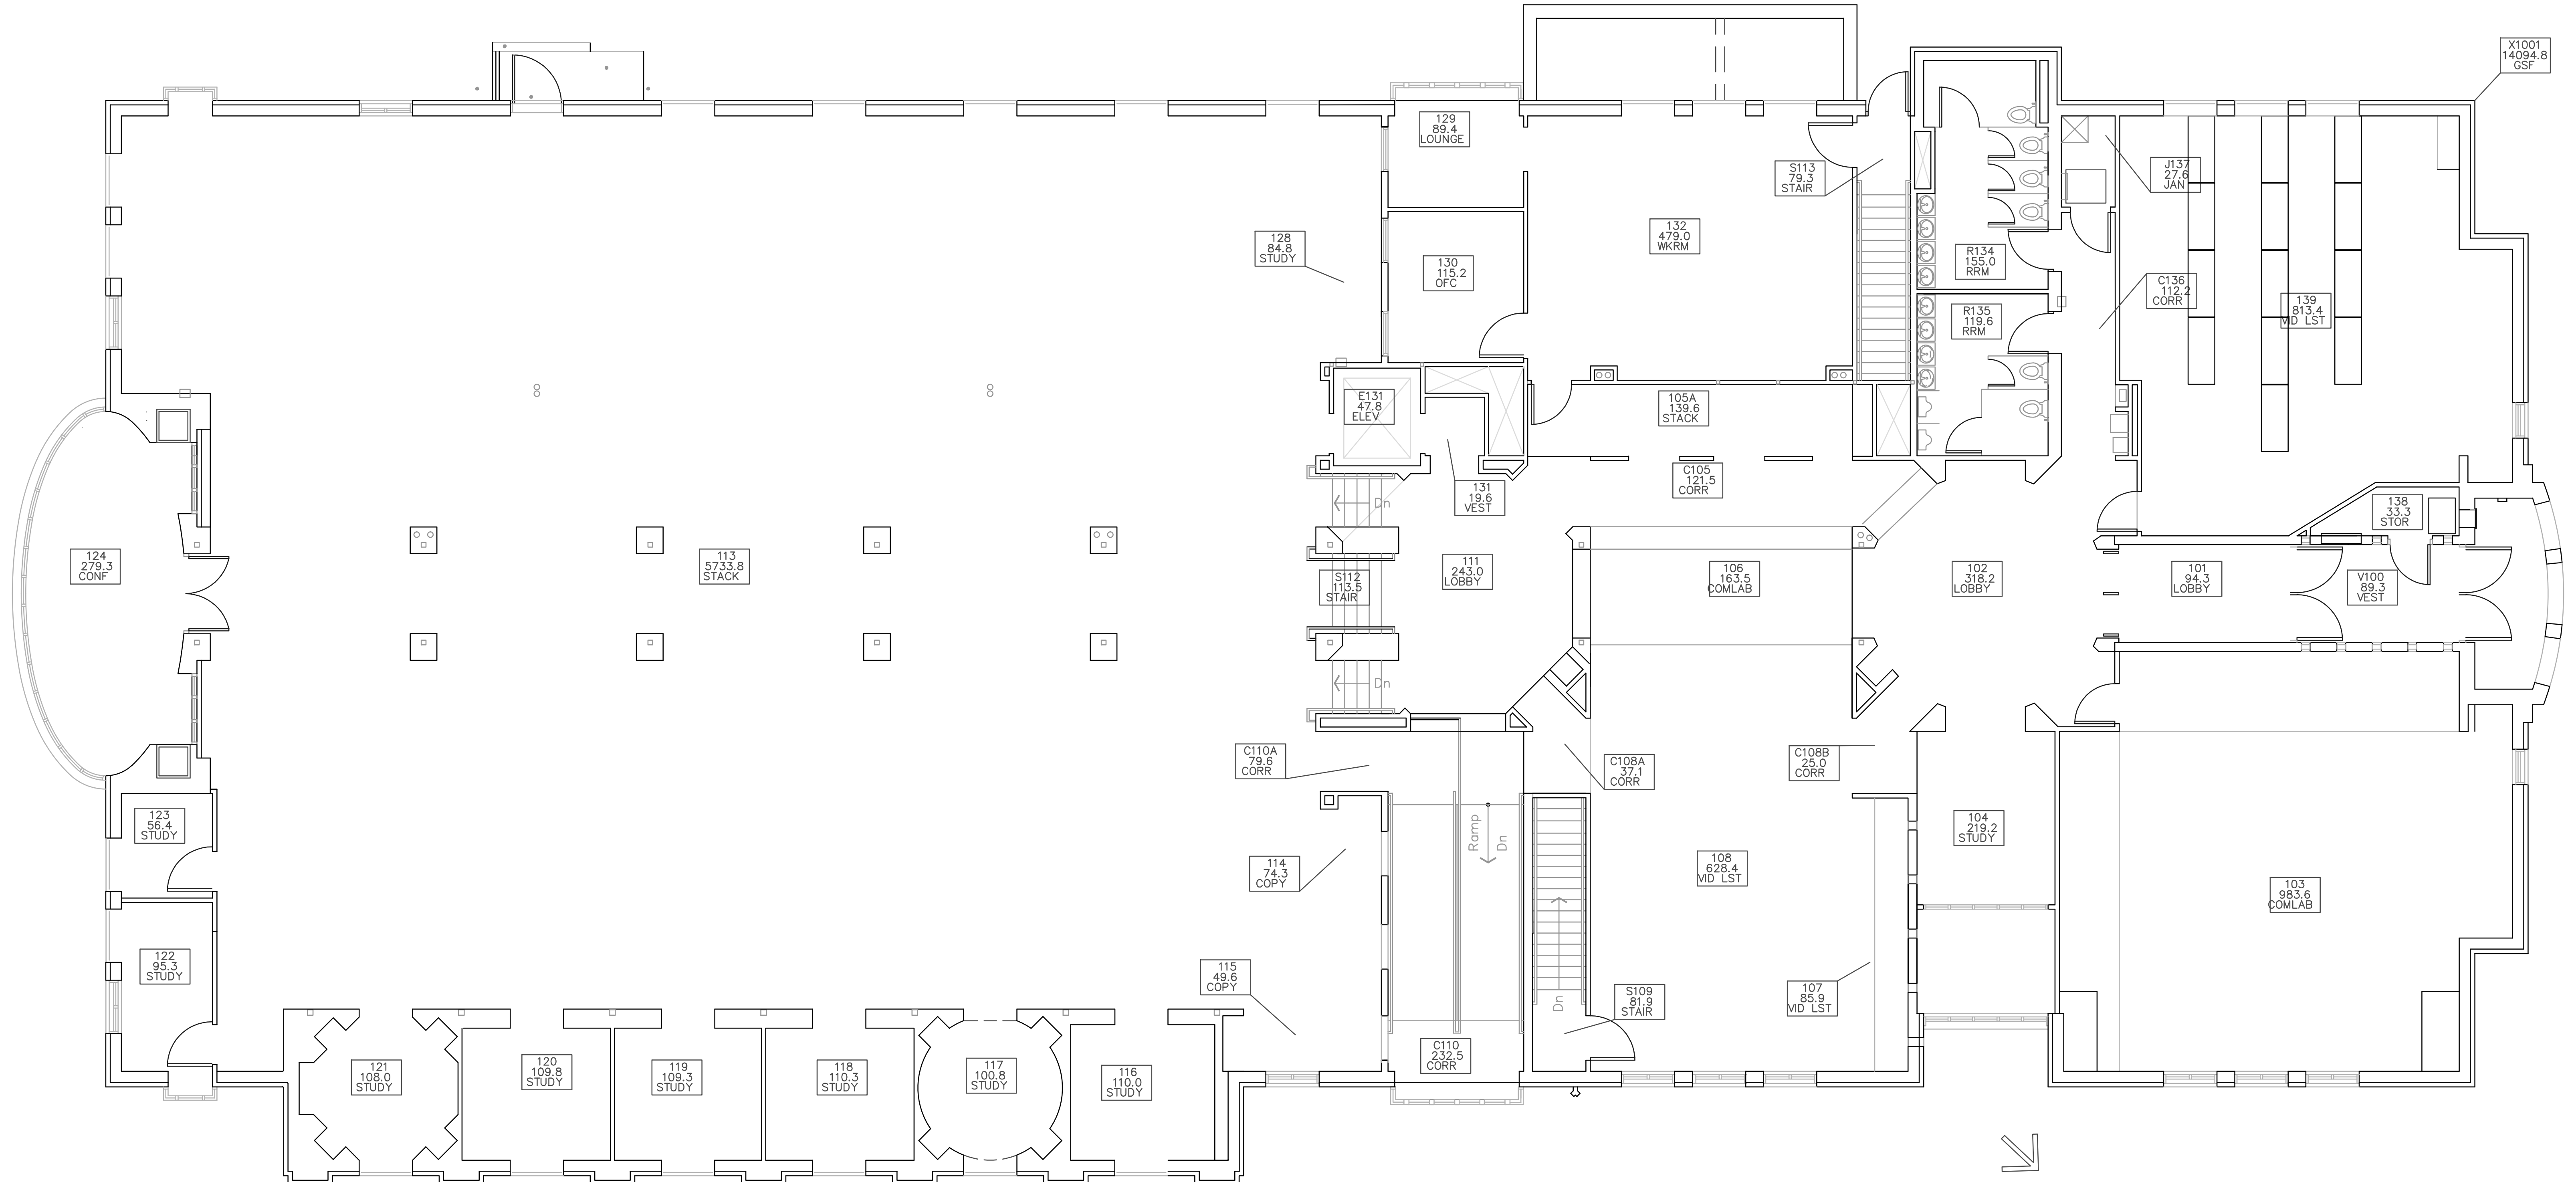 X1001
14094.8
GSF
129
89.4
LOUNGE
S113
79.3
STAIR
J137
27.6
JAN
128
84.8
STUDY
130
115.2
OFC
132
479.0
WKRM
R134
155.0
RRM
C136
112.2
CORR
139
813.4
VID LST
R135
119.6
RRM
E131
47.8
ELEV
105A
139.6
STACK
C105
121.5
CORR
131
19.6
VEST
138
33.3
STOR
Dn
124
279.3
CONF
113
5733.8
STACK
S112
113.5
STAIR
111
243.0
LOBBY
106
163.5
COMLAB
102
318.2
LOBBY
101
94.3
LOBBY
V100
89.3
VEST
Dn
C110A
79.6
CORR
C108A
37.1
CORR
C108B
25.0
CORR
123
56.4
STUDY
Ramp
Dn
104
219.2
STUDY
114
74.3
COPY
108
628.4
VID LST
103
983.6
COMLAB
122
95.3
STUDY
115
49.6
COPY
Dn
S109
81.9
STAIR
107
85.9
VID LST
121
108.0
STUDY
120
109.8
STUDY
119
109.3
STUDY
118
110.3
STUDY
117
100.8
STUDY
116
110.0
STUDY
C110
232.5
CORR